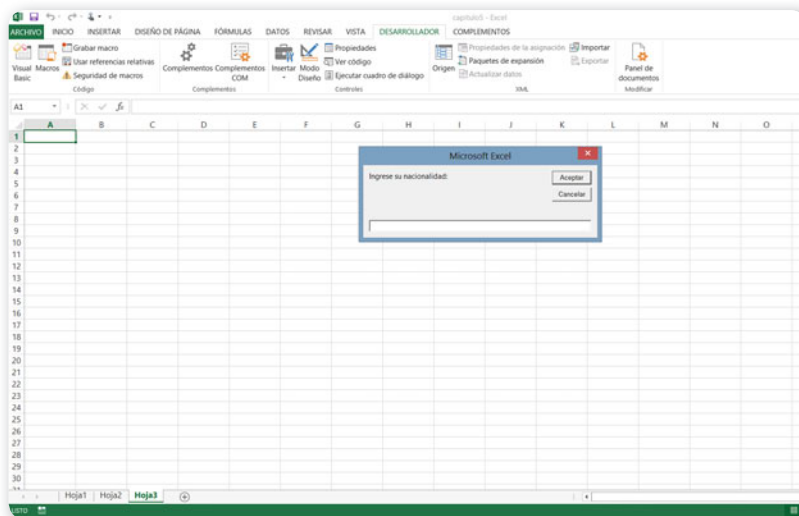 capitulo5 - Excel
ARCHIVO INICIO INSERTAR DISEÑO DE PÁGINA FÓRMULAS DATOS REVISAR VISTA DESARROLLADOR COMPLEMENTOS
Visual Basic
Macros
Grabar macro
Usar referencias relativas
Seguridad de macros
Código
Complementos
Complementos COM
Complementos
Insertar
Modo Diseño
Propiedades
Ver código
Ejecutar cuadro de diálogo
Controles
Origen
Propiedades de la asignación
Paquetes de expansión
Actualizar datos
Importar
Exportar
XML
Panel de documentos
Modificar
A1 fx
A B C D E F G H I J K L M N O
1
2
3
4
5
6
7
8
9
10
11
12
13
14
15
16
17
18
19
20
21
22
23
24
25
26
27
28
29
30
Microsoft Excel
Ingrese su nacionalidad:
Aceptar
Cancelar
Hoja1 Hoja2 Hoja3
LISTO